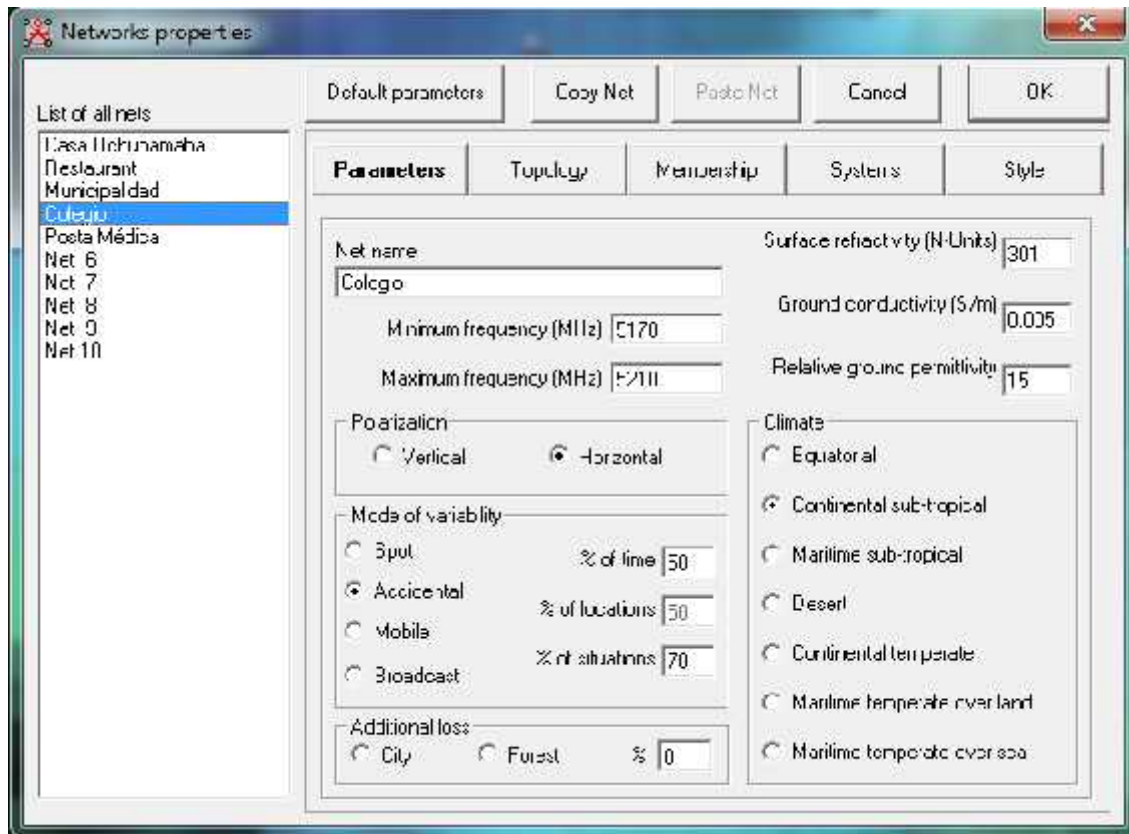 Networks properties
Default parameters
Copy Net
Paste Net
Cancel
OK
List of all nets
Casa
Restaurant
Municipalidad
Colegio
Posta Médica
Net 6
Net 7
Net 8
Net 9
Net 10
Parameters
Topology
Membership
Systems
Style
Net name
Colegio
Minimum frequency (MHz) 5170
Maximum frequency (MHz) 5210
Surface refractivity (N-Units) 301
Ground conductivity (S/m) 0.005
Relative ground permittivity 15
Polarization
Vertical
Horizontal
Mode of variability
Spot
Accidental
Mobile
Broadcast
% of time 50
% of locations 50
% of situations 70
Additional loss
City
Forest
% 0
Climate
Equatorial
Continental sub-tropical
Maritime sub-tropical
Desert
Continental temperate
Maritime temperate over land
Maritime temperate over sea